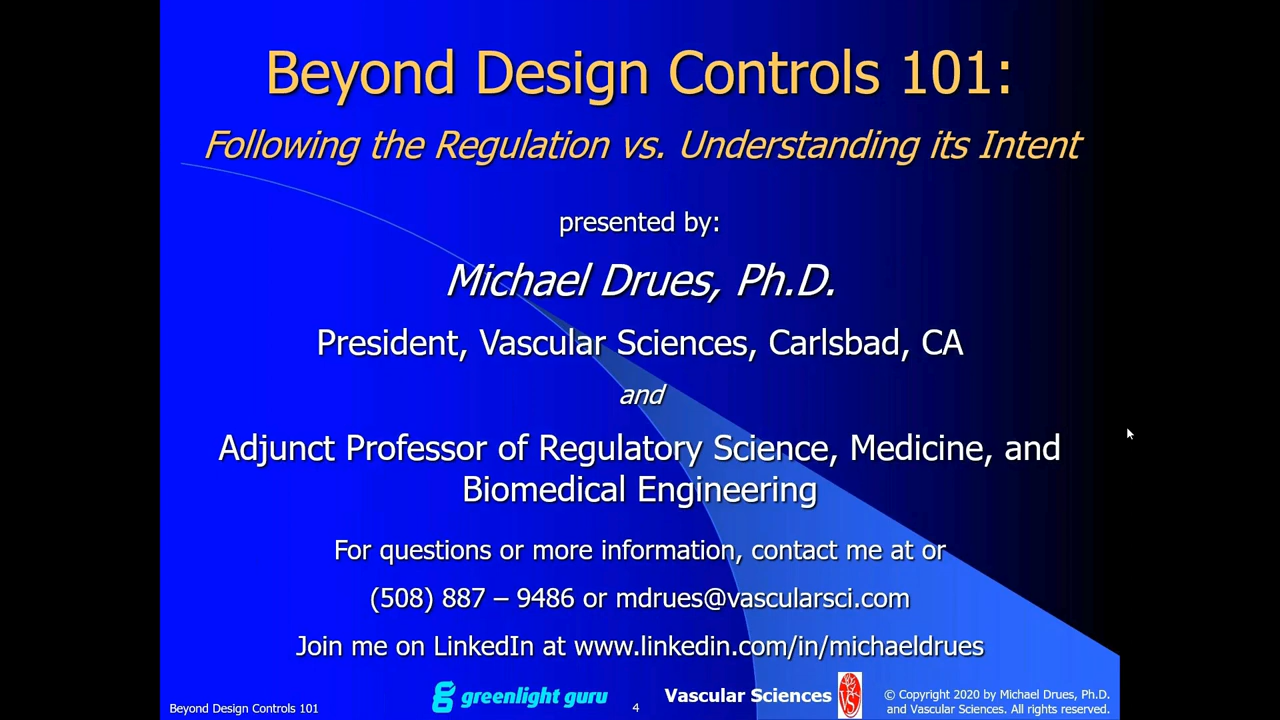 Beyond Design Controls 101:
Following the Regulation vs. Understanding its Intent
presented by:
Michael Drues, Ph.D.
President, Vascular Sciences, Carlsbad, CA
and
Adjunct Professor of Regulatory Science, Medicine, and
Biomedical Engineering
For questions or more information, contact me at or
(508) 887 – 9486 or mdrues@vascularsci.com
Join me on LinkedIn at www.linkedin.com/in/michaeldrues
Beyond Design Controls 101
greenlight guru
4
Vascular Sciences
VS
© Copyright 2020 by Michael Drues, Ph.D.
and Vascular Sciences. All rights reserved.